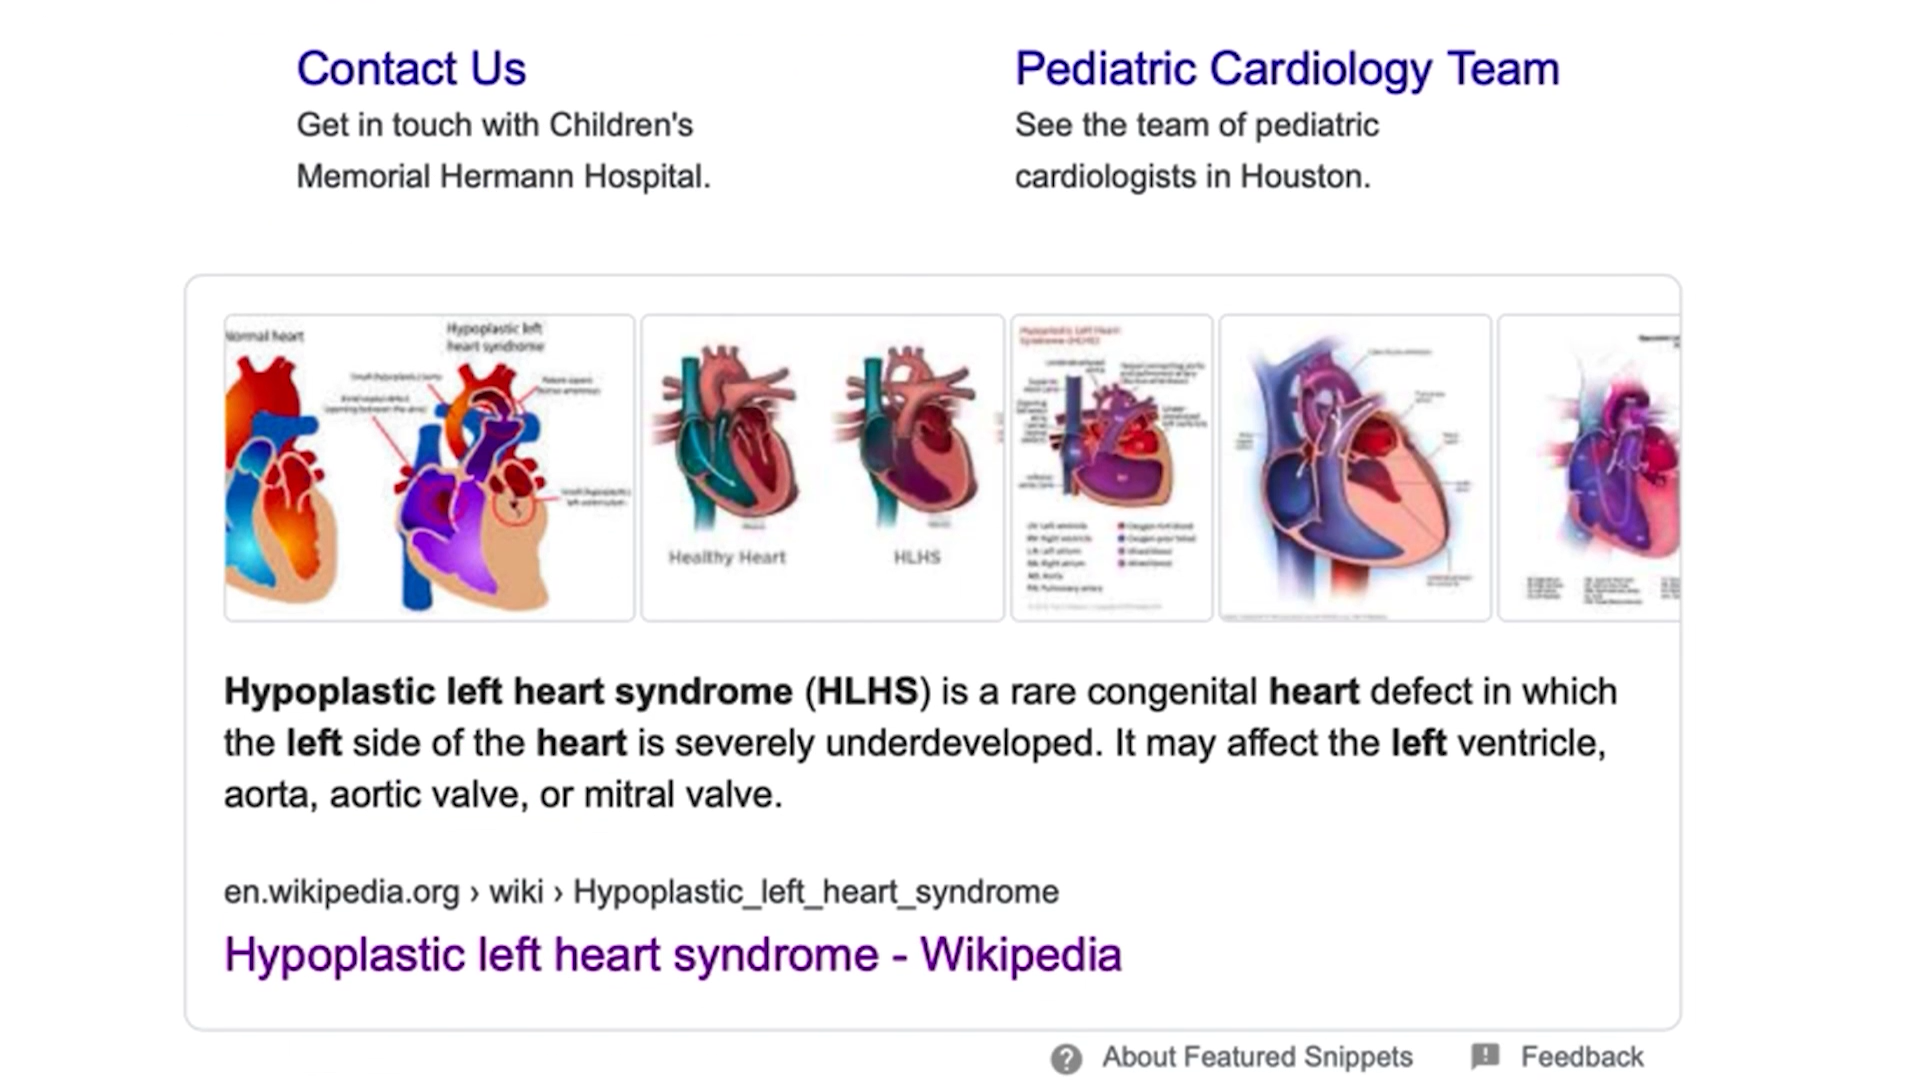 Contact Us
Get in touch with Children's
Memorial Hermann Hospital.
Pediatric Cardiology Team
See the team of pediatric
cardiologists in Houston.
Normal heart
Hypoplastic left
heart syndrome
Healthy Heart
HLHS
Hypoplastic left heart syndrome (HLHS) is a rare congenital heart defect in which
the left side of the heart is severely underdeveloped. It may affect the left ventricle,
aorta, aortic valve, or mitral valve.
en.wikipedia.org › wiki › Hypoplastic_left_heart_syndrome
Hypoplastic left heart syndrome - Wikipedia
About Featured Snippets
Feedback